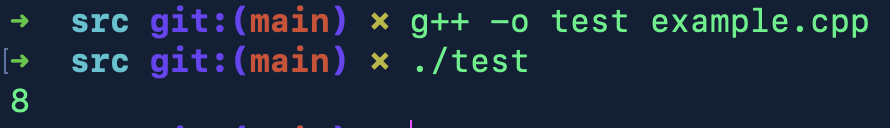 ➜ src git:(main) ✗ g++ -o test example.cpp
➜ src git:(main) ✗ ./test
8